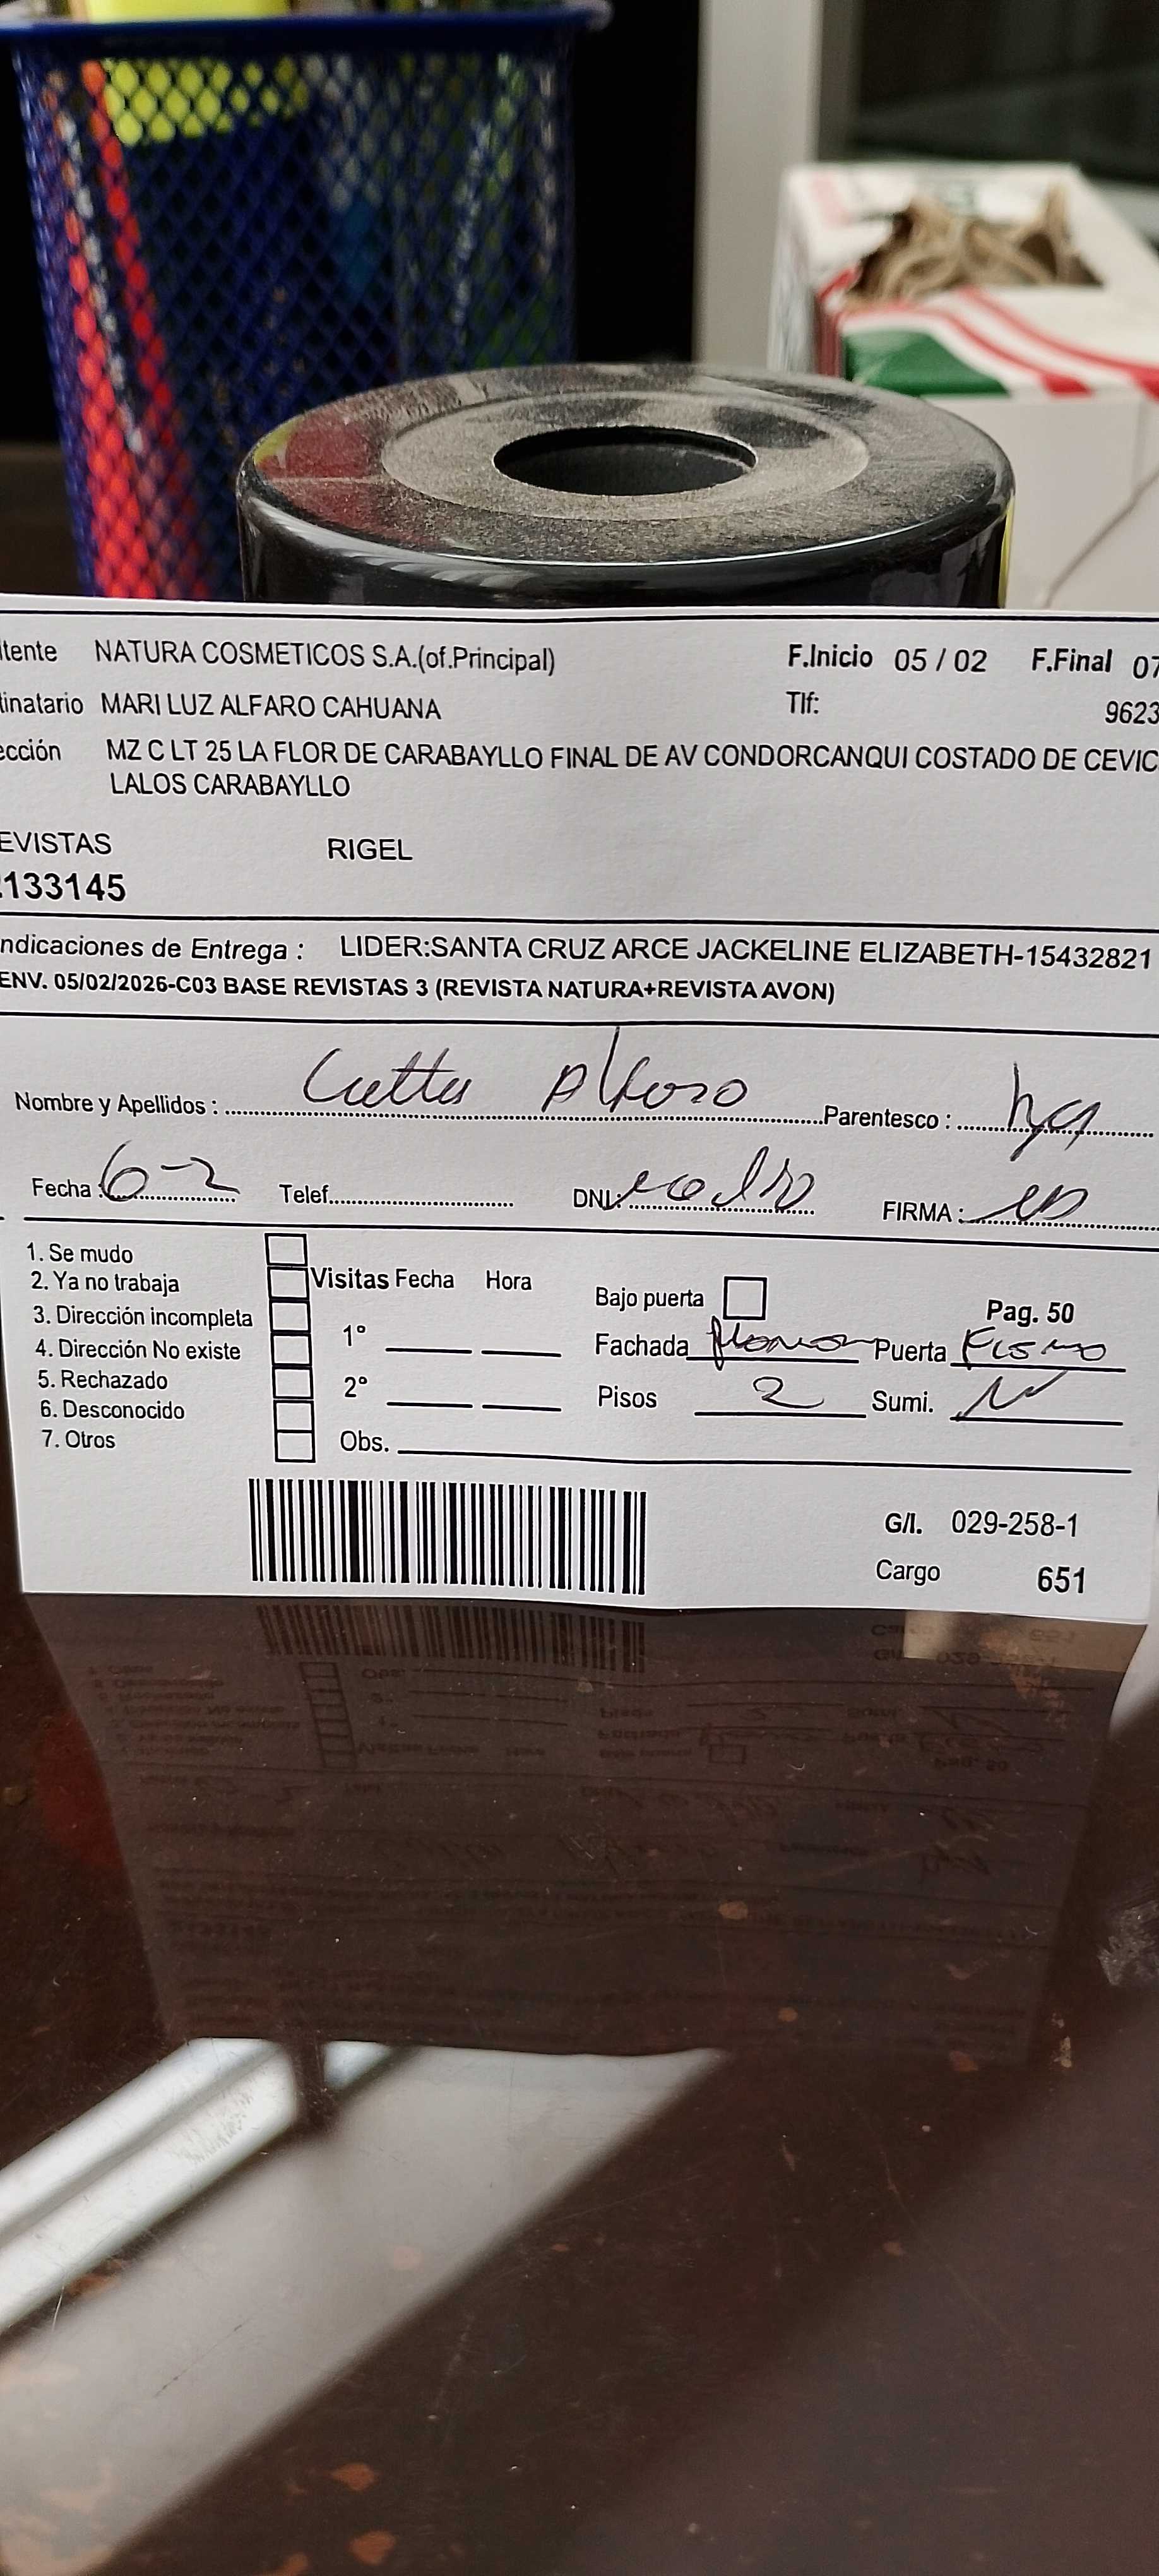 itente NATURA COSMETICOS S.A.(of.Principal) F.Inicio 05 / 02 F.Final 07
tinatario MARI LUZ ALFARO CAHUANA Tlf: 9623
ección MZ C LT 25 LA FLOR DE CARABAYLLO FINAL DE AV CONDORCANQUI COSTADO DE CEVIC
LALOS CARABAYLLO
EVISTAS RIGEL
133145
ndicaciones de Entrega : LIDER:SANTA CRUZ ARCE JACKELINE ELIZABETH-15432821
ENV. 05/02/2026-C03 BASE REVISTAS 3 (REVISTA NATURA+REVISTA AVON)
Nombre y Apellidos : Parentesco :
Fecha : 6-2 Telef. DNI: FIRMA :
1. Se mudo
2. Ya no trabaja Visitas Fecha Hora Bajo puerta
3. Dirección incompleta Pag. 50
4. Dirección No existe 1° Fachada Puerta
5. Rechazado 2° Pisos 2 Sumi.
6. Desconocido
7. Otros Obs.
G/I. 029-258-1
Cargo 651